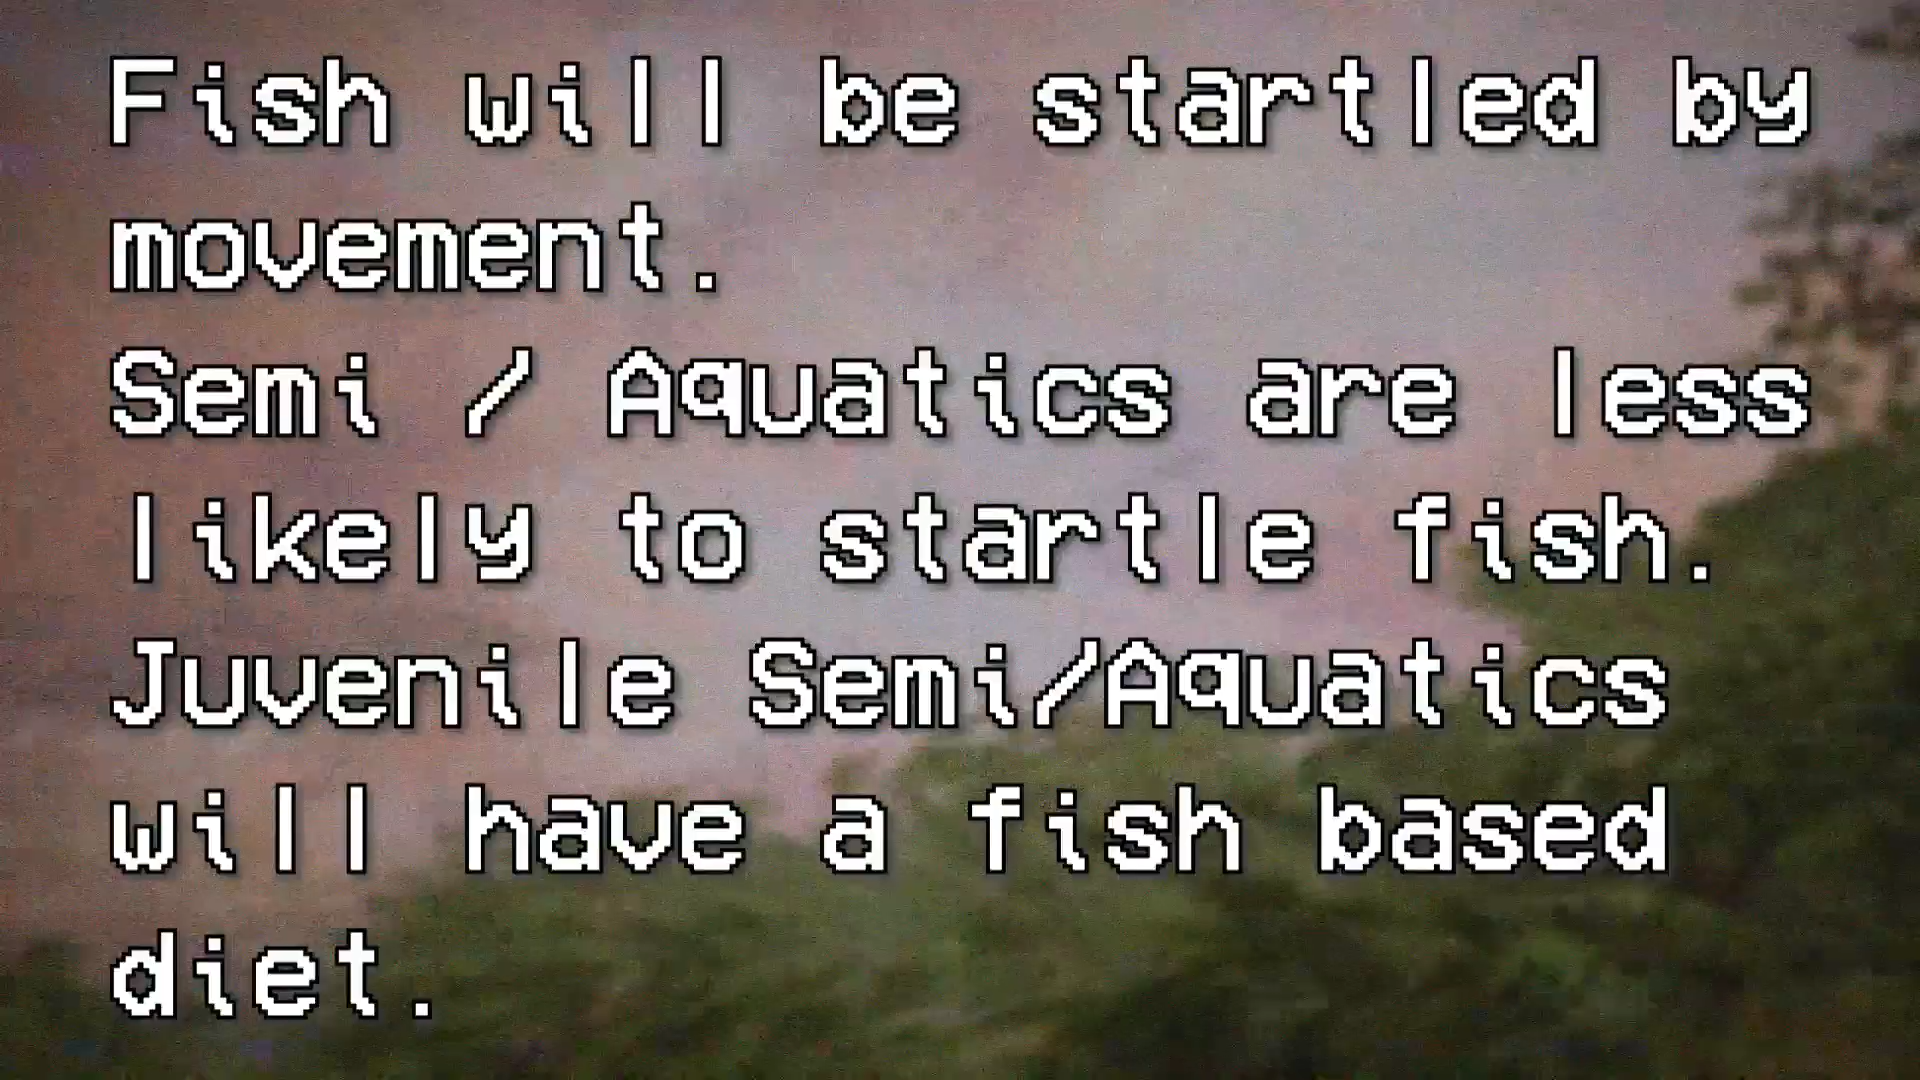 Fish will be startled by
movement.
Semi / Aquatics are less
likely to startle fish.
Juvenile Semi/Aquatics
will have a fish based
diet.